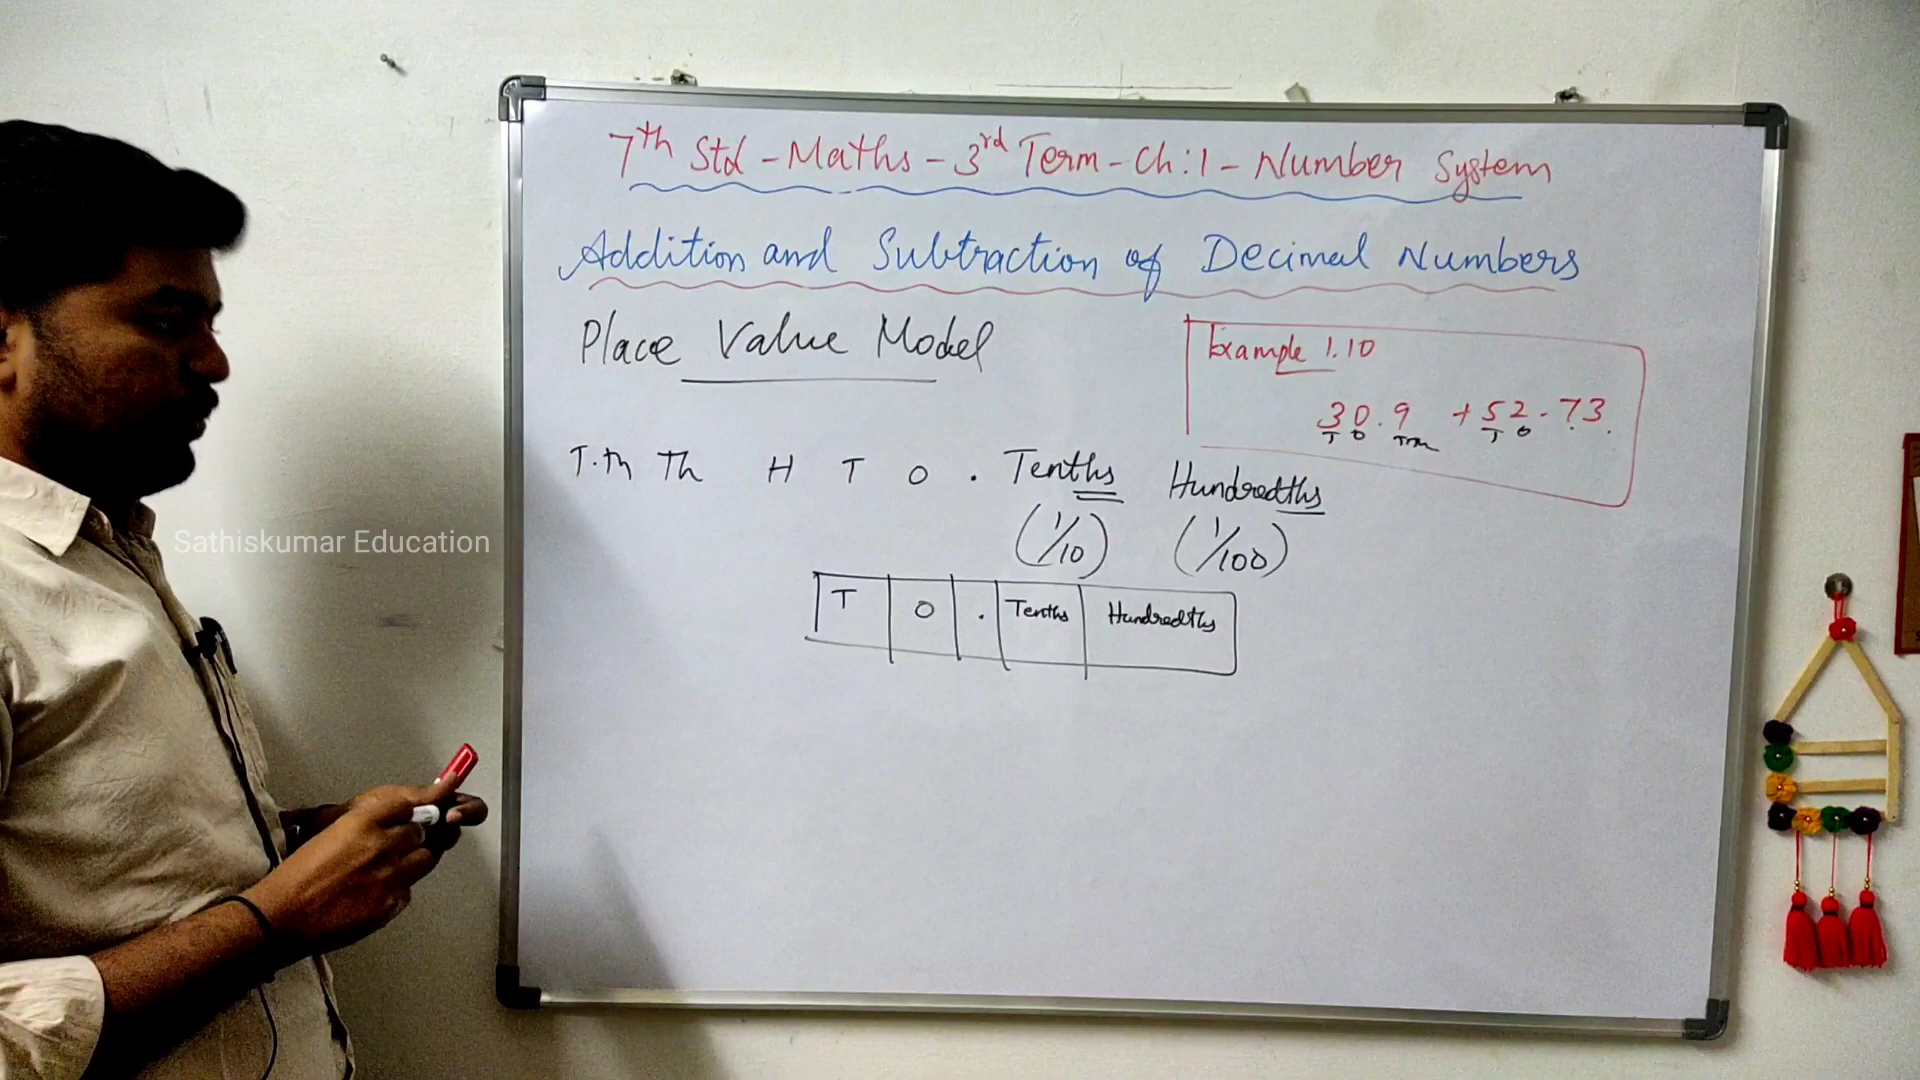 7th Std - Maths - 3rd Term - Ch:1 - Number System
Addition and Subtraction of Decimal Numbers
Place Value Model
Example 1.10
30.9 + 52.73
T O T O
T.Th Th H T O . Tenths Hundredths
(1/10) (1/100)
T O . Tenths Hundredths
Sathiskumar Education